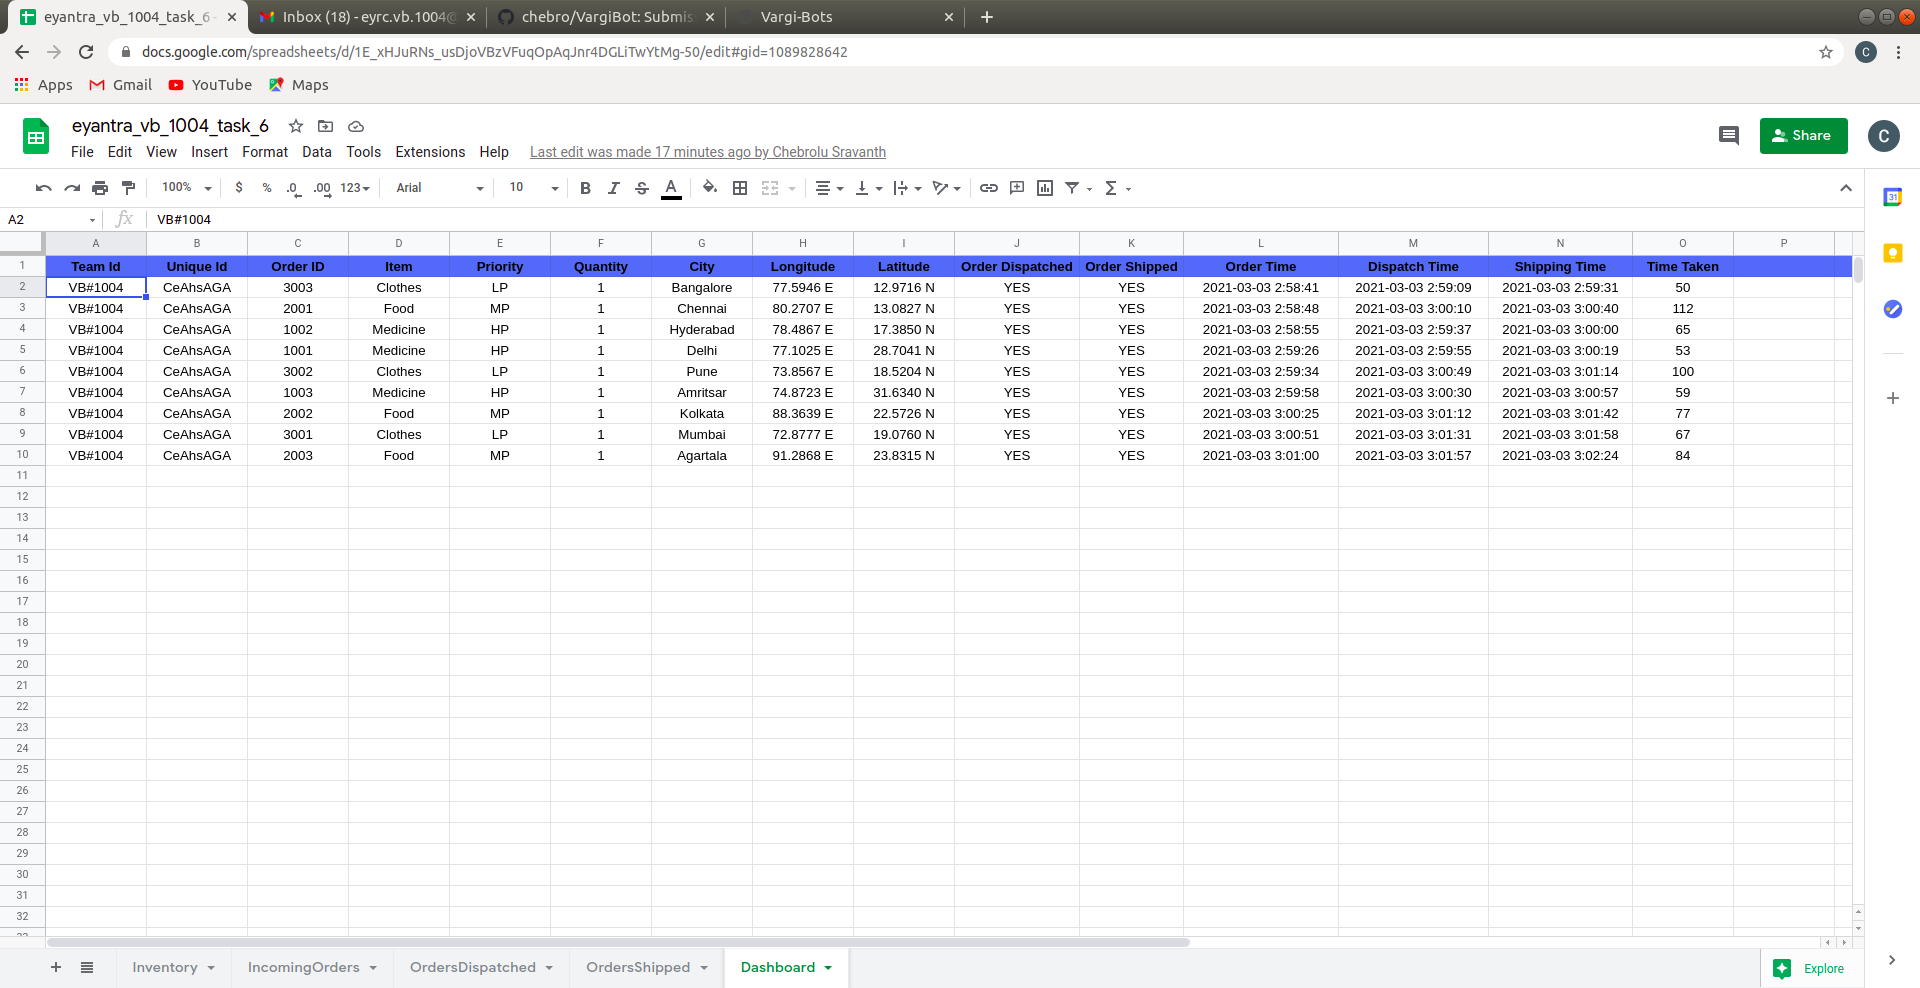 eyantra_vb_1004_task_6 - Inbox (18) - eyrc.vb.1004@ chebro/VargiBot: Submis Vargi-Bots
docs.google.com/spreadsheets/d/1E_xHJuRNs_usDjoVBzVFuqOpAqJnr4DGLiTwYtMg-50/edit#gid=1089828642 C
Apps Gmail YouTube Maps
eyantra_vb_1004_task_6
File Edit View Insert Format Data Tools Extensions Help Last edit was made 17 minutes ago by Chebrolu Sravanth Share C
100% $ % .0 .00 123 Arial 10 B I S A Σ 31
A2 fx VB#1004
A B C D E F G H I J K L M N O P
1 Team Id Unique Id Order ID Item Priority Quantity City Longitude Latitude Order Dispatched Order Shipped Order Time Dispatch Time Shipping Time Time Taken
2 VB#1004 CeAhsAGA 3003 Clothes LP 1 Bangalore 77.5946 E 12.9716 N YES YES 2021-03-03 2:58:41 2021-03-03 2:59:09 2021-03-03 2:59:31 50
3 VB#1004 CeAhsAGA 2001 Food MP 1 Chennai 80.2707 E 13.0827 N YES YES 2021-03-03 2:58:48 2021-03-03 3:00:10 2021-03-03 3:00:40 112
4 VB#1004 CeAhsAGA 1002 Medicine HP 1 Hyderabad 78.4867 E 17.3850 N YES YES 2021-03-03 2:58:55 2021-03-03 2:59:37 2021-03-03 3:00:00 65
5 VB#1004 CeAhsAGA 1001 Medicine HP 1 Delhi 77.1025 E 28.7041 N YES YES 2021-03-03 2:59:26 2021-03-03 2:59:55 2021-03-03 3:00:19 53
6 VB#1004 CeAhsAGA 3002 Clothes LP 1 Pune 73.8567 E 18.5204 N YES YES 2021-03-03 2:59:34 2021-03-03 3:00:49 2021-03-03 3:01:14 100
7 VB#1004 CeAhsAGA 1003 Medicine HP 1 Amritsar 74.8723 E 31.6340 N YES YES 2021-03-03 2:59:58 2021-03-03 3:00:30 2021-03-03 3:00:57 59
8 VB#1004 CeAhsAGA 2002 Food MP 1 Kolkata 88.3639 E 22.5726 N YES YES 2021-03-03 3:00:25 2021-03-03 3:01:12 2021-03-03 3:01:42 77
9 VB#1004 CeAhsAGA 3001 Clothes LP 1 Mumbai 72.8777 E 19.0760 N YES YES 2021-03-03 3:00:51 2021-03-03 3:01:31 2021-03-03 3:01:58 67
10 VB#1004 CeAhsAGA 2003 Food MP 1 Agartala 91.2868 E 23.8315 N YES YES 2021-03-03 3:01:00 2021-03-03 3:01:57 2021-03-03 3:02:24 84
11
12
13
14
15
16
17
18
19
20
21
22
23
24
25
26
27
28
29
30
31
32
Inventory IncomingOrders OrdersDispatched OrdersShipped Dashboard Explore